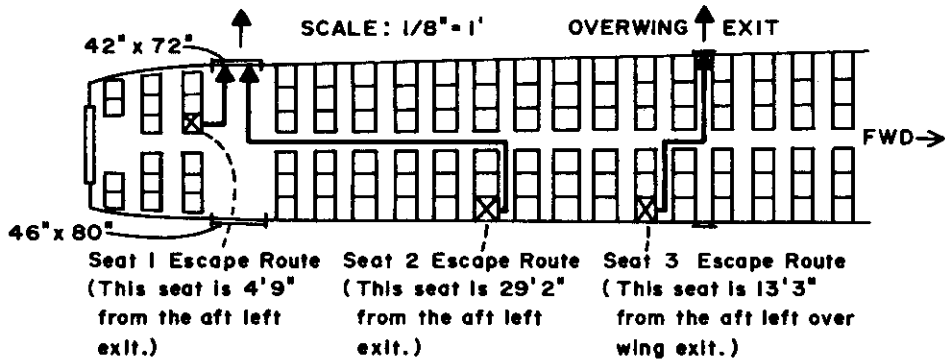 SCALE: 1/8"=1'
OVERWING EXIT
42" x 72"
FWD→
46" x 80"
Seat 1 Escape Route
(This seat is 4'9"
from the aft left
exit.)
Seat 2 Escape Route
(This seat is 29'2"
from the aft left
exit.)
Seat 3 Escape Route
(This seat is 13'3"
from the aft left over
wing exit.)